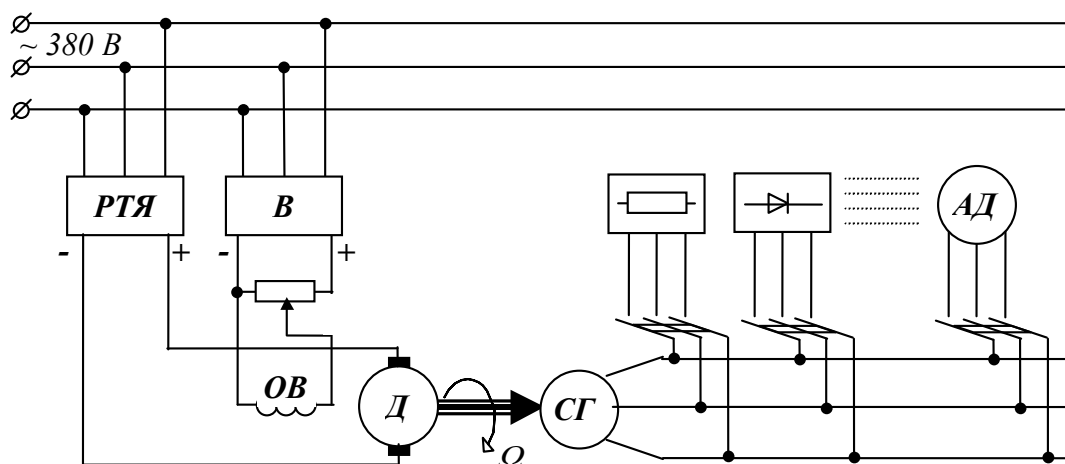 ~ 380 В
РТЯ
В
АД
- + - +
ОВ
Д
СГ
Ω